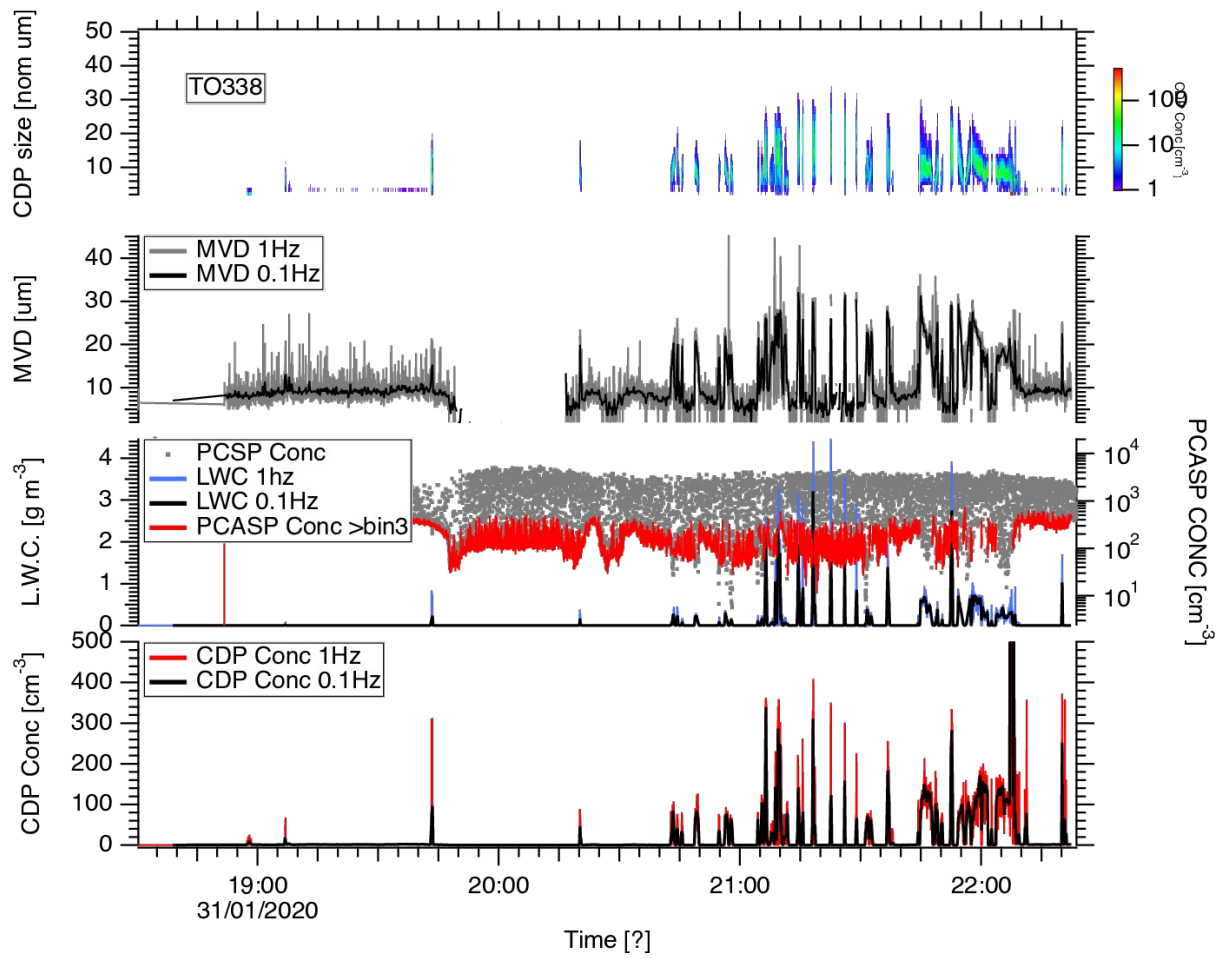 50
40
30
20
10
CDP size [nom um]
TO338
100
10
1
CDP Conc [cm-3]
40
30
20
10
MVD [um]
MVD 1Hz
MVD 0.1Hz
4
3
2
1
0
L.W.C. [g m-3]
PCSP Conc
LWC 1hz
LWC 0.1Hz
PCASP Conc >bin3
10^4
10^3
10^2
10^1
PCASP CONC [cm-3]
500
400
300
200
100
0
CDP Conc [cm-3]
CDP Conc 1Hz
CDP Conc 0.1Hz
19:00
20:00
21:00
22:00
31/01/2020
Time [?]